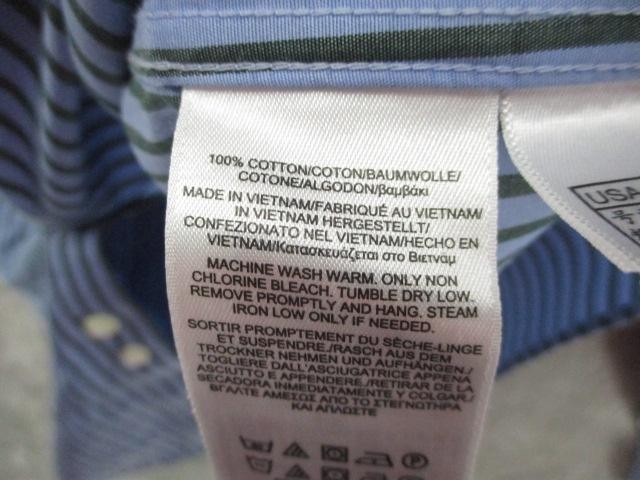 100% COTTON/COTON/BAUMWOLLE/
COTONE/ALGODON/βαμβάκι
MADE IN VIETNAM/FABRIQUÉ AU VIETNAM/
IN VIETNAM HERGESTELLT/
CONFEZIONATO NEL VIETNAM/HECHO EN
VIETNAM/Κατασκευάζεται στο Βιετναμ
MACHINE WASH WARM. ONLY NON
CHLORINE BLEACH. TUMBLE DRY LOW.
REMOVE PROMPTLY AND HANG. STEAM
IRON LOW ONLY IF NEEDED.
SORTIR PROMPTEMENT DU SÈCHE-LINGE
ET SUSPENDRE./RASCH AUS DEM
TROCKNER NEHMEN UND AUFHÄNGEN./
TOGLIERE DALL'ASCIUGATRICE APPENA
ASCIUTTO E APPENDERE./RETIRAR DE LA
SECADORA INMEDIATAMENTE Y COLGAR./
ΒΓΑΛΤΕ ΑΜΕΣΩΣ ΑΠΟ ΤΟ ΣΤΕΓΝΩΤΗΡΑ
ΚΑΙ ΑΠΛΩΣΤΕ
USA